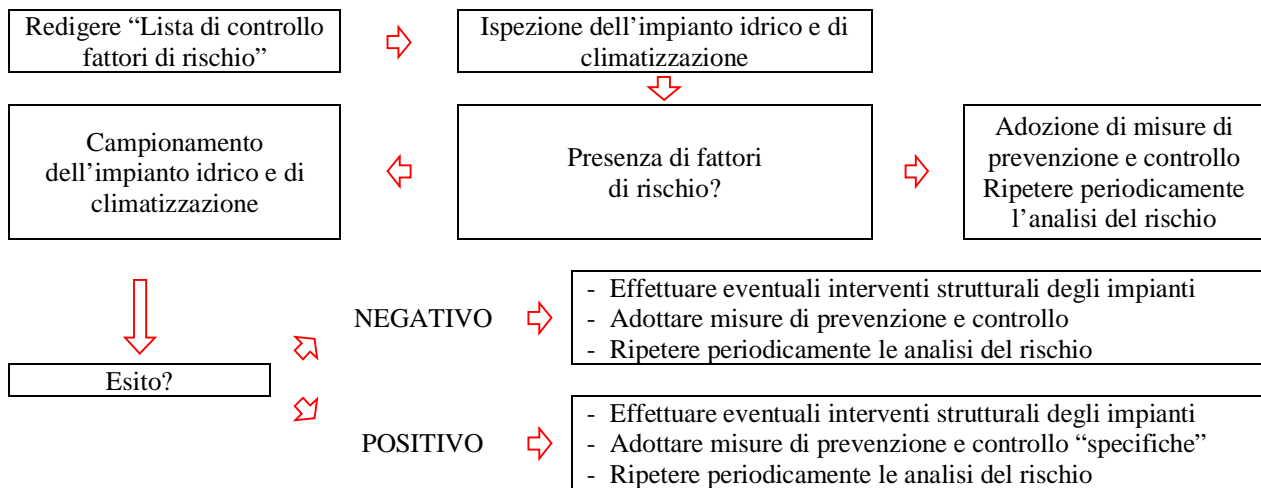 Redigere “Lista di controllo
fattori di rischio”
Ispezione dell’impianto idrico e di
climatizzazione
Campionamento
dell’impianto idrico e di
climatizzazione
Presenza di fattori
di rischio?
Adozione di misure di
prevenzione e controllo
Ripetere periodicamente
l’analisi del rischio
Esito?
NEGATIVO
- Effettuare eventuali interventi strutturali degli impianti
- Adottare misure di prevenzione e controllo
- Ripetere periodicamente le analisi del rischio
POSITIVO
- Effettuare eventuali interventi strutturali degli impianti
- Adottare misure di prevenzione e controllo “specifiche”
- Ripetere periodicamente le analisi del rischio